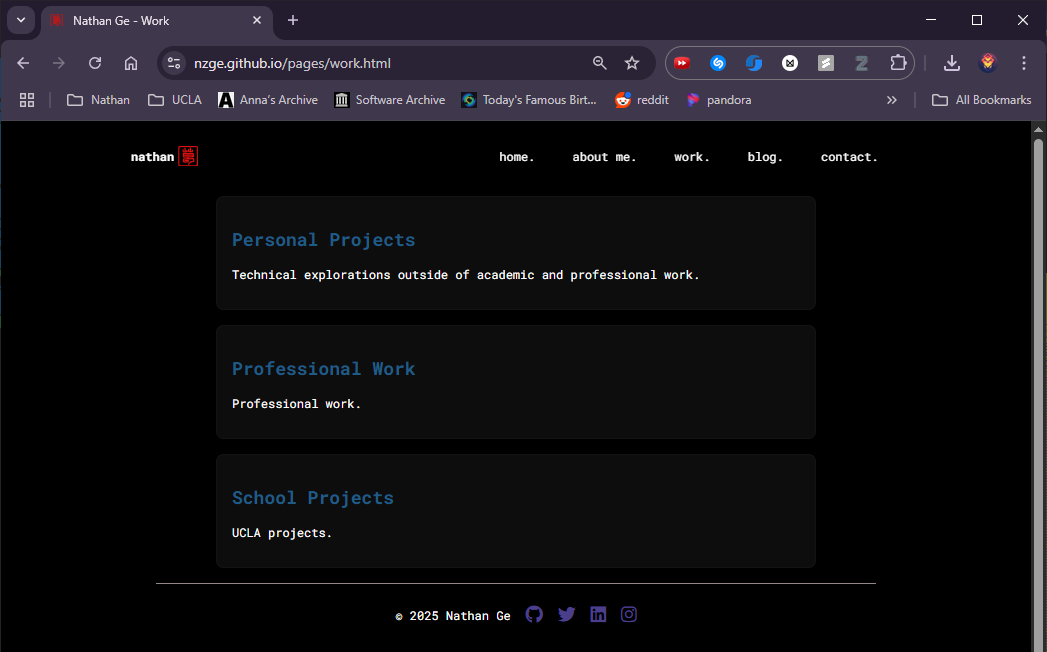 Nathan Ge - Work
nzge.github.io/pages/work.html
Nathan
UCLA
Anna's Archive
Software Archive
Today's Famous Birt...
reddit
pandora
All Bookmarks
nathan
home. about me. work. blog. contact.
Personal Projects
Technical explorations outside of academic and professional work.
Professional Work
Professional work.
School Projects
UCLA projects.
© 2025 Nathan Ge